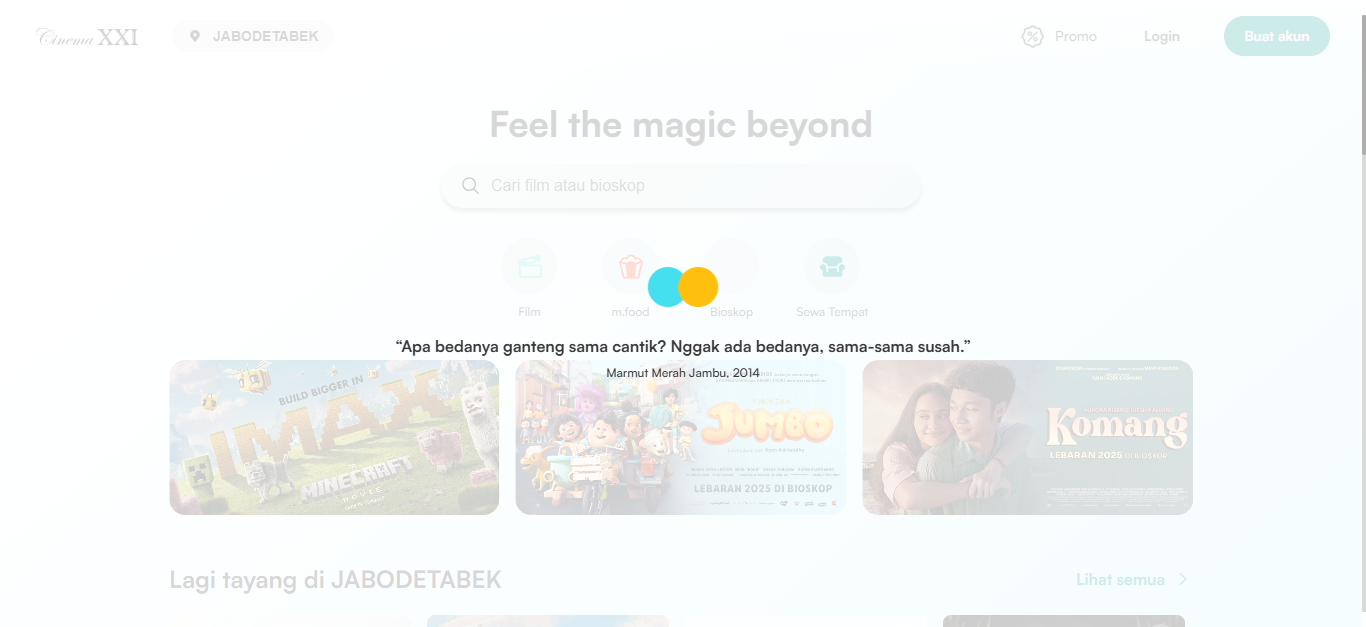 Cinema XXI
JABODETABEK
Promo
Login
Buat akun
Feel the magic beyond
Cari film atau bioskop
Film
m.food
Bioskop
Sewa Tempat
“Apa bedanya ganteng sama cantik? Nggak ada bedanya, sama-sama susah.”
Marmut Merah Jambu, 2014
BUILD BIGGER IN
IMAX
MINECRAFT
MOVIE
JUMBO
LEBARAN 2025 DI BIOSKOP
Komang
LEBARAN 2025 DI BIOSKOP
Lagi tayang di JABODETABEK
Lihat semua